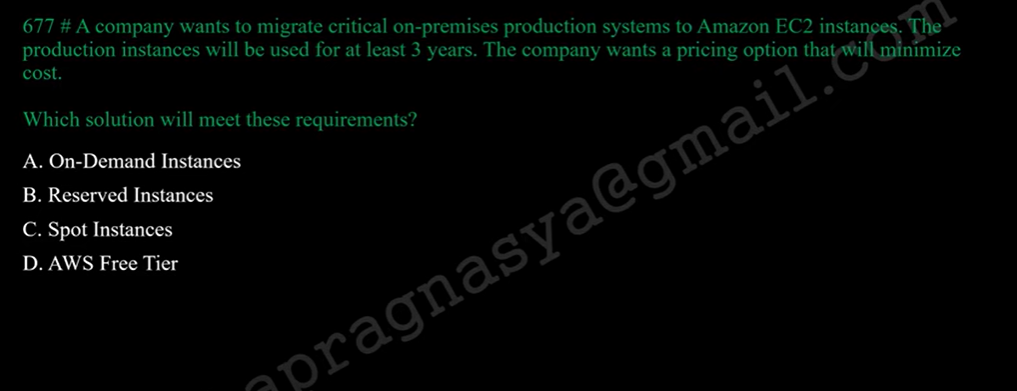 677 # A company wants to migrate critical on-premises production systems to Amazon EC2 instances. The
production instances will be used for at least 3 years. The company wants a pricing option that will minimize
cost.
Which solution will meet these requirements?
A. On-Demand Instances
B. Reserved Instances
C. Spot Instances
D. AWS Free Tier
apragnasya@gmail.com